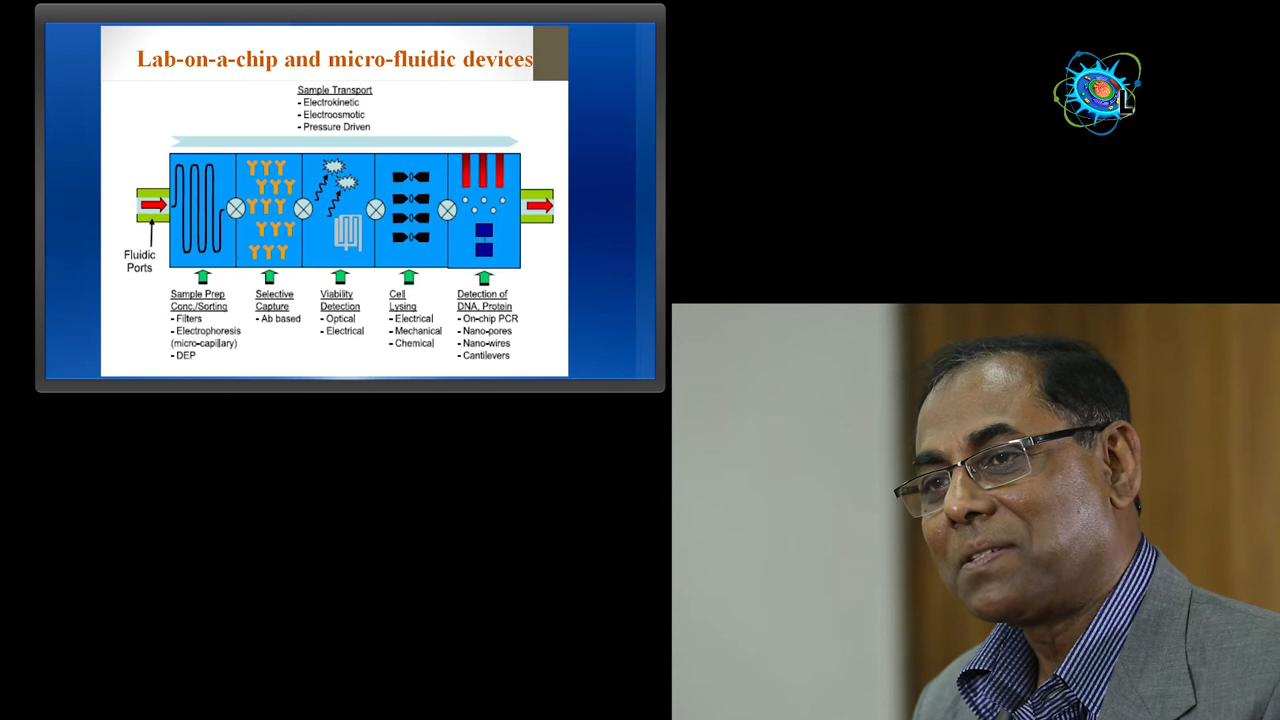 Lab-on-a-chip and micro-fluidic devices
Sample Transport
- Electrokinetic
- Electroosmotic
- Pressure Driven
Fluidic
Ports
Sample Prep
Conc./Sorting
- Filters
- Electrophoresis
(micro-capillary)
- DEP
Selective
Capture
- Ab based
Viability
Detection
- Optical
- Electrical
Cell
Lysing
- Electrical
- Mechanical
- Chemical
Detection of
DNA, Protein
- On-chip PCR
- Nano-pores
- Nano-wires
- Cantilevers
L